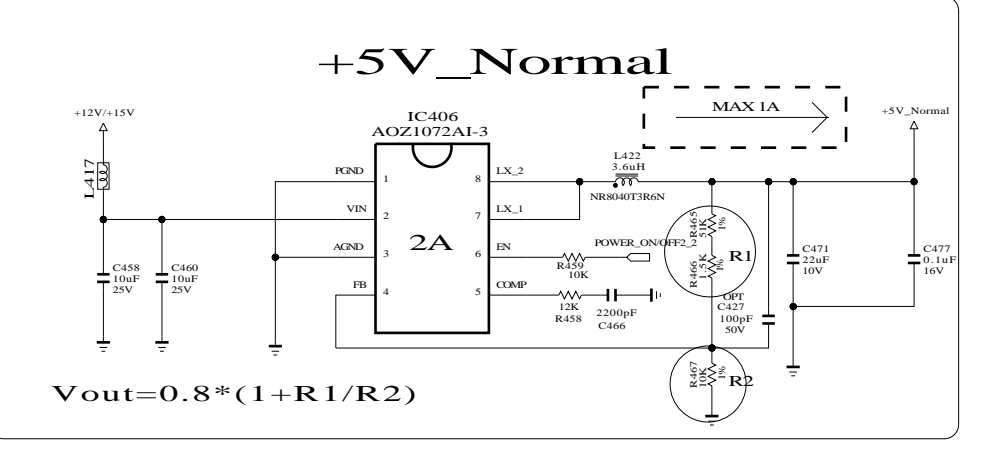 +5V_Normal
MAX 1A
+12V/+15V
+5V_Normal
IC406
AOZ1072AI-3
L417
L422
3.6uH
NR8040T3R6N
PGND
1
8
LX_2
VIN
2
7
LX_1
2A
AGND
3
6
EN
FB
4
5
COMP
POWER_ON/OFF2_2
R459
10K
12K
R458
2200pF
C466
R465
51K
1%
R466
1.5K
1%
R1
OPT
C427
100pF
50V
C458
10uF
25V
C460
10uF
25V
C471
22uF
10V
C477
0.1uF
16V
R467
10K
1%
R2
Vout=0.8*(1+R1/R2)